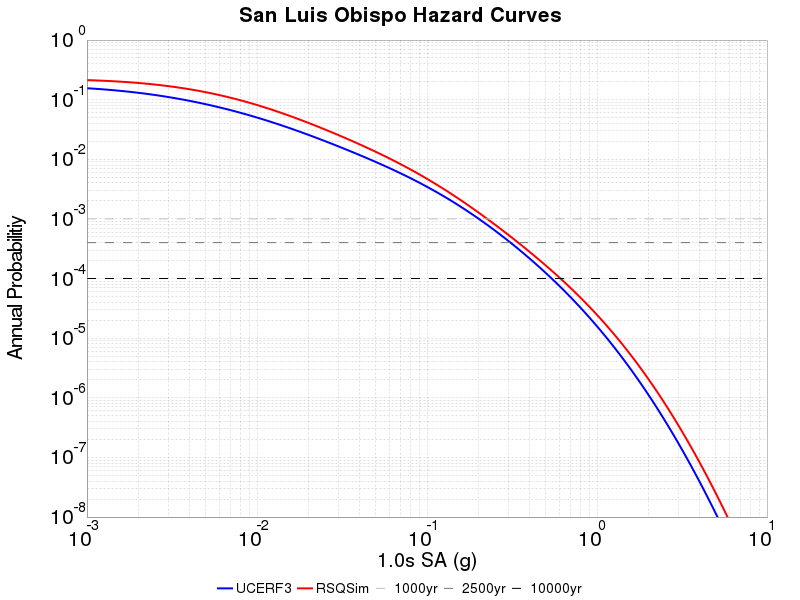 San Luis Obispo Hazard Curves
Annual Probabilitiy
10^0
10^-1
10^-2
10^-3
10^-4
10^-5
10^-6
10^-7
10^-8
10^-3 10^-2 10^-1 10^0 10^1
1.0s SA (g)
UCERF3 RSQSim 1000yr 2500yr 10000yr